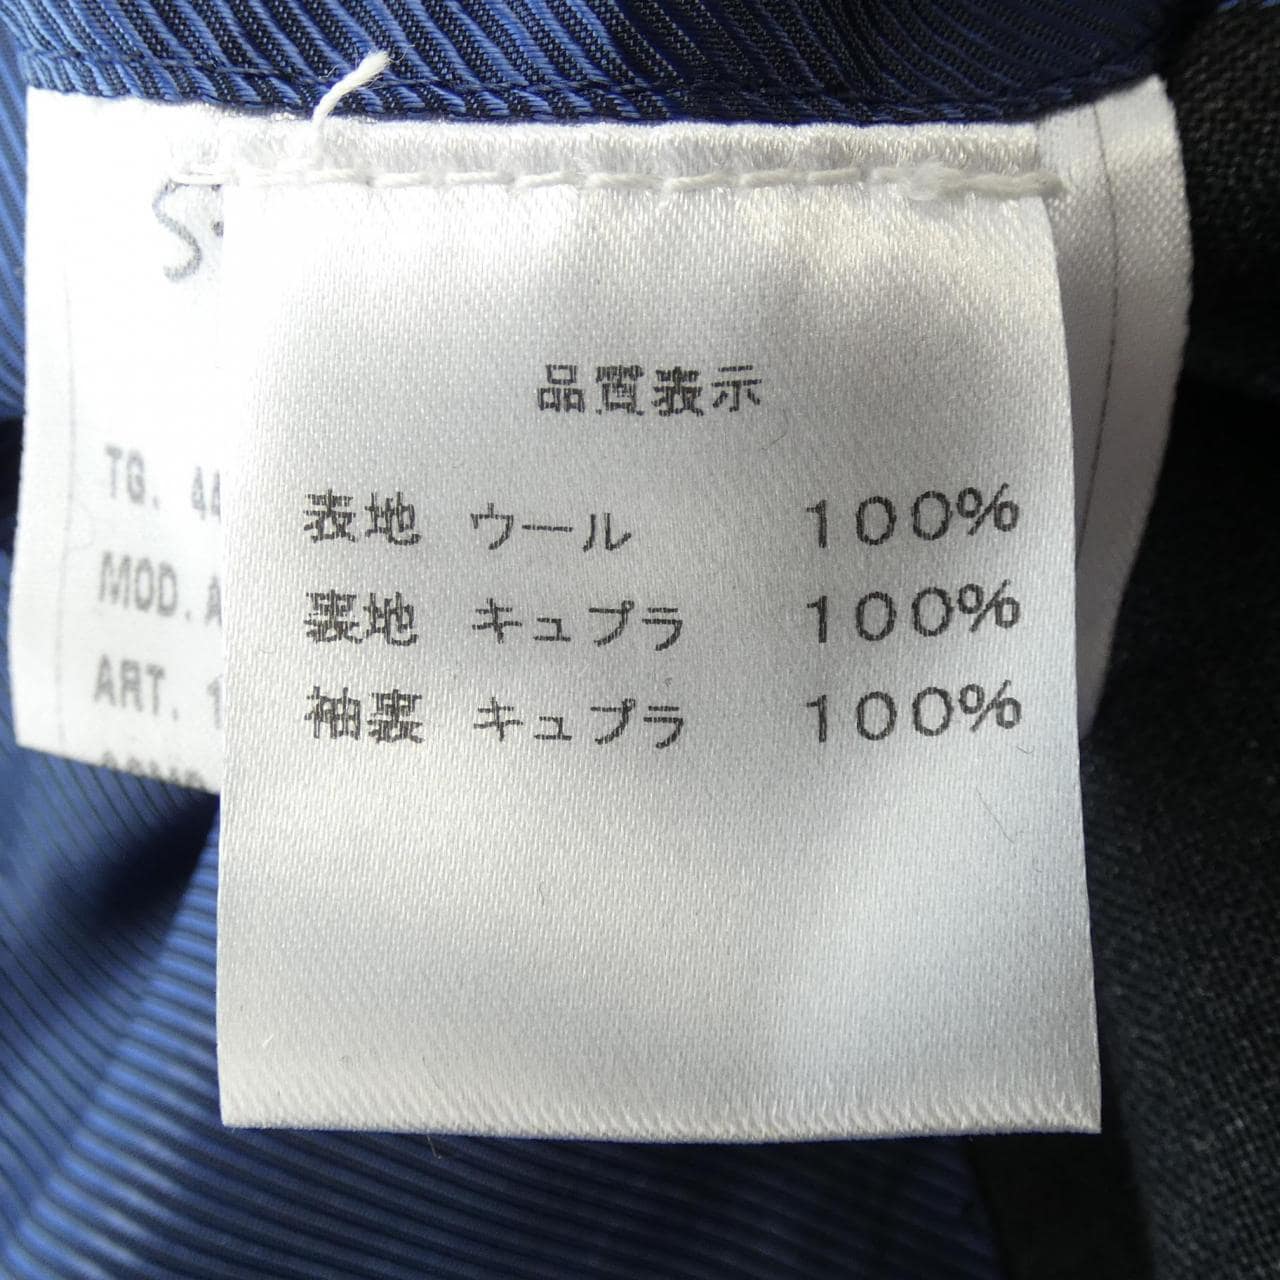 品質表示
表地 ウール 100%
裏地 キュプラ 100%
袖裏 キュプラ 100%
TG. 44
MOD. A
ART. 1